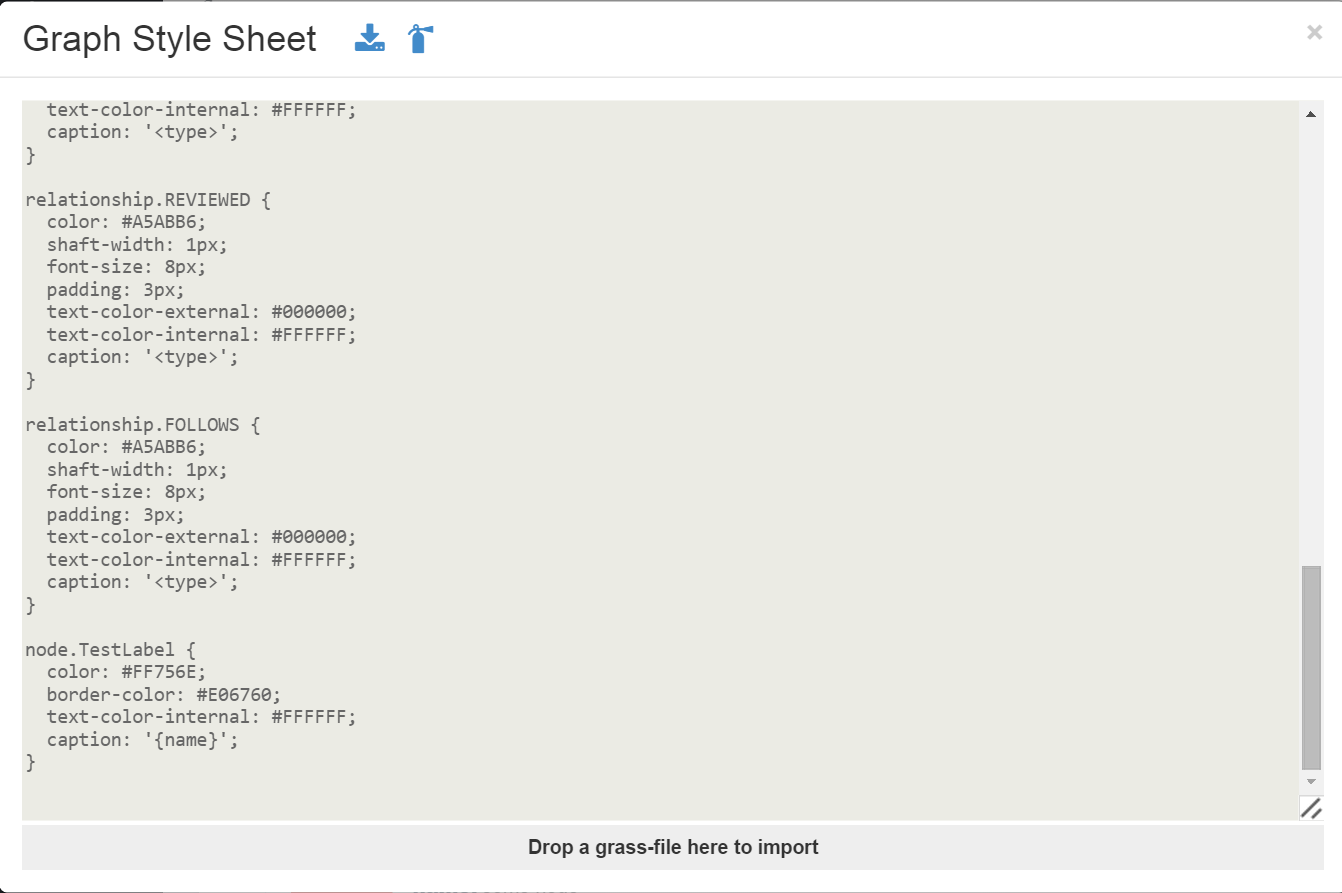 Graph Style Sheet
×
  text-color-internal: #FFFFFF;
  caption: '<type>';
}

relationship.REVIEWED {
  color: #A5ABB6;
  shaft-width: 1px;
  font-size: 8px;
  padding: 3px;
  text-color-external: #000000;
  text-color-internal: #FFFFFF;
  caption: '<type>';
}

relationship.FOLLOWS {
  color: #A5ABB6;
  shaft-width: 1px;
  font-size: 8px;
  padding: 3px;
  text-color-external: #000000;
  text-color-internal: #FFFFFF;
  caption: '<type>';
}

node.TestLabel {
  color: #FF756E;
  border-color: #E06760;
  text-color-internal: #FFFFFF;
  caption: '{name}';
}
Drop a grass-file here to import